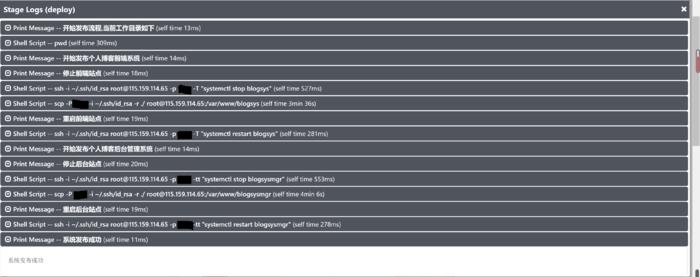 Stage Logs (deploy)
Print Message -- 开始发布流程,当前工作目录如下 (self time 13ms)
Shell Script -- pwd (self time 309ms)
Print Message -- 开始发布个人博客前端系统 (self time 14ms)
Print Message -- 停止前端站点 (self time 18ms)
Shell Script -- ssh -i ~/.ssh/id_rsa root@115.159.114.65 -p -T "systemctl stop blogsys" (self time 527ms)
Shell Script -- scp -P -i ~/.ssh/id_rsa -r ./ root@115.159.114.65:/var/www/blogsys (self time 3min 36s)
Print Message -- 重启前端站点 (self time 19ms)
Shell Script -- ssh -i ~/.ssh/id_rsa root@115.159.114.65 -p -T "systemctl restart blogsys" (self time 281ms)
Print Message -- 开始发布个人博客后台管理系统 (self time 14ms)
Print Message -- 停止后台站点 (self time 20ms)
Shell Script -- ssh -i ~/.ssh/id_rsa root@115.159.114.65 -p -tt "systemctl stop blogsysmgr" (self time 553ms)
Shell Script -- scp -P -i ~/.ssh/id_rsa -r ./ root@115.159.114.65:/var/www/blogsysmgr (self time 4min 6s)
Print Message -- 重启后台站点 (self time 19ms)
Shell Script -- ssh -i ~/.ssh/id_rsa root@115.159.114.65 -p -tt "systemctl restart blogsysmgr" (self time 278ms)
Print Message -- 系统发布成功 (self time 11ms)
系统发布成功